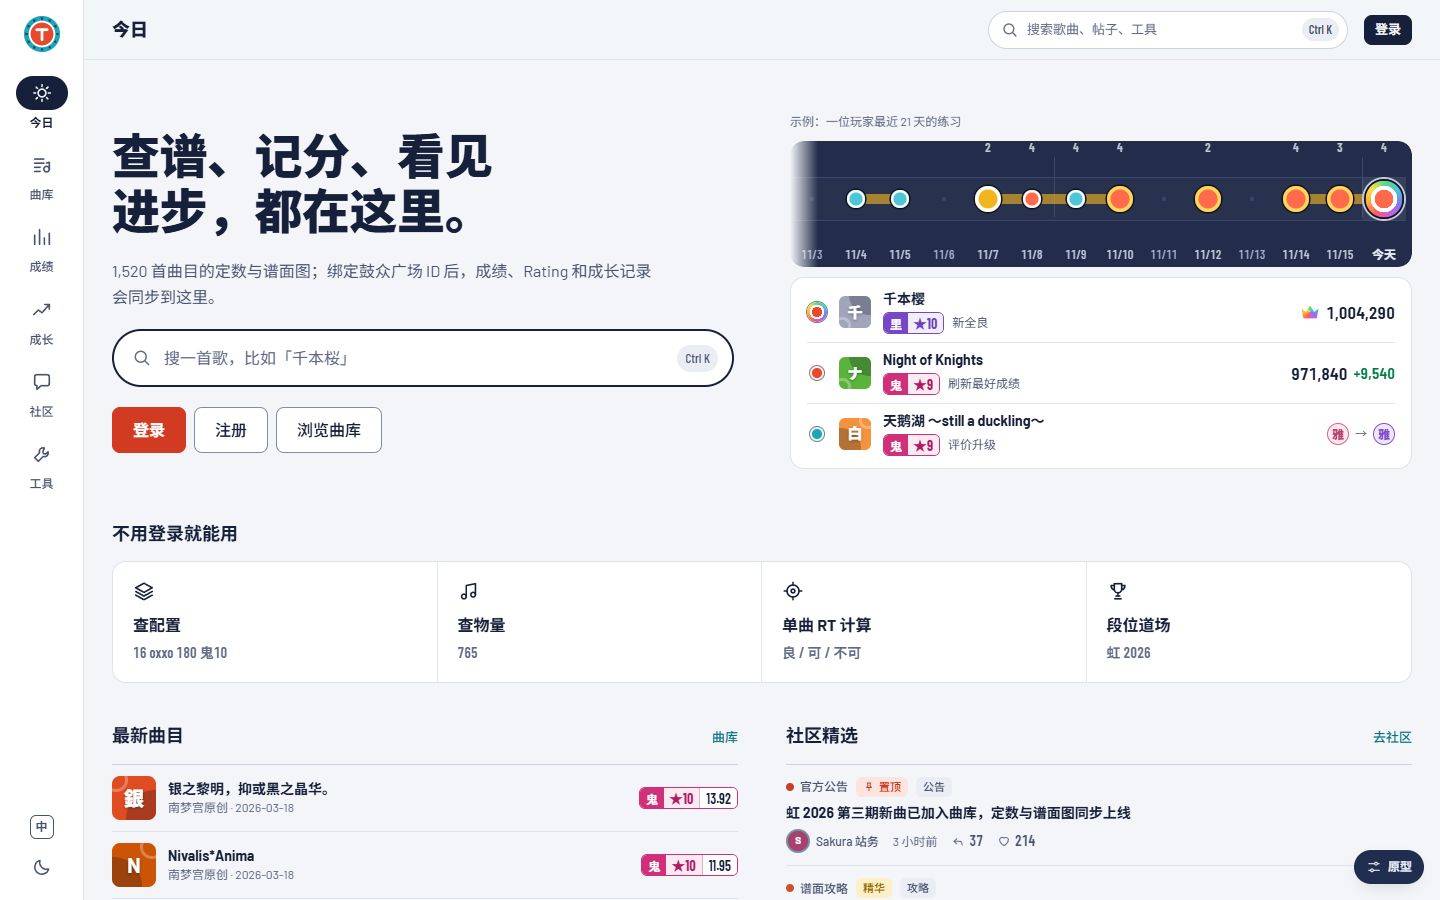 今日
搜索歌曲、帖子、工具
Ctrl K
登录
T
今日
曲库
成绩
成长
社区
工具
中
查谱、记分、看见
进步，都在这里。
1,520 首曲目的定数与谱面图；绑定鼓众广场 ID 后，成绩、Rating 和成长记录
会同步到这里。
搜一首歌，比如「千本桜」
Ctrl K
登录
注册
浏览曲库
示例：一位玩家最近 21 天的练习
2 4 4 4 2 4 3 4
11/3 11/4 11/5 11/6 11/7 11/8 11/9 11/10 11/11 11/12 11/13 11/14 11/15 今天
千
千本樱
里 ★10 新全良
1,004,290
ナ
Night of Knights
鬼 ★9 刷新最好成绩
971,840 +9,540
白
天鹅湖 ～still a duckling～
鬼 ★9 评价升级
雅 → 雅
不用登录就能用
查配置
16 oxxo 180 鬼10
查物量
765
单曲 RT 计算
良 / 可 / 不可
段位道场
虹 2026
最新曲目
曲库
銀
银之黎明，抑或黑之晶华。
南梦宫原创 · 2026-03-18
鬼 ★10 13.92
N
Nivalis*Anima
南梦宫原创 · 2026-03-18
鬼 ★10 11.95
社区精选
去社区
官方公告 置顶 公告
虹 2026 第三期新曲已加入曲库，定数与谱面图同步上线
S Sakura 站务 3 小时前 37 214
谱面攻略 精华 攻略
原型